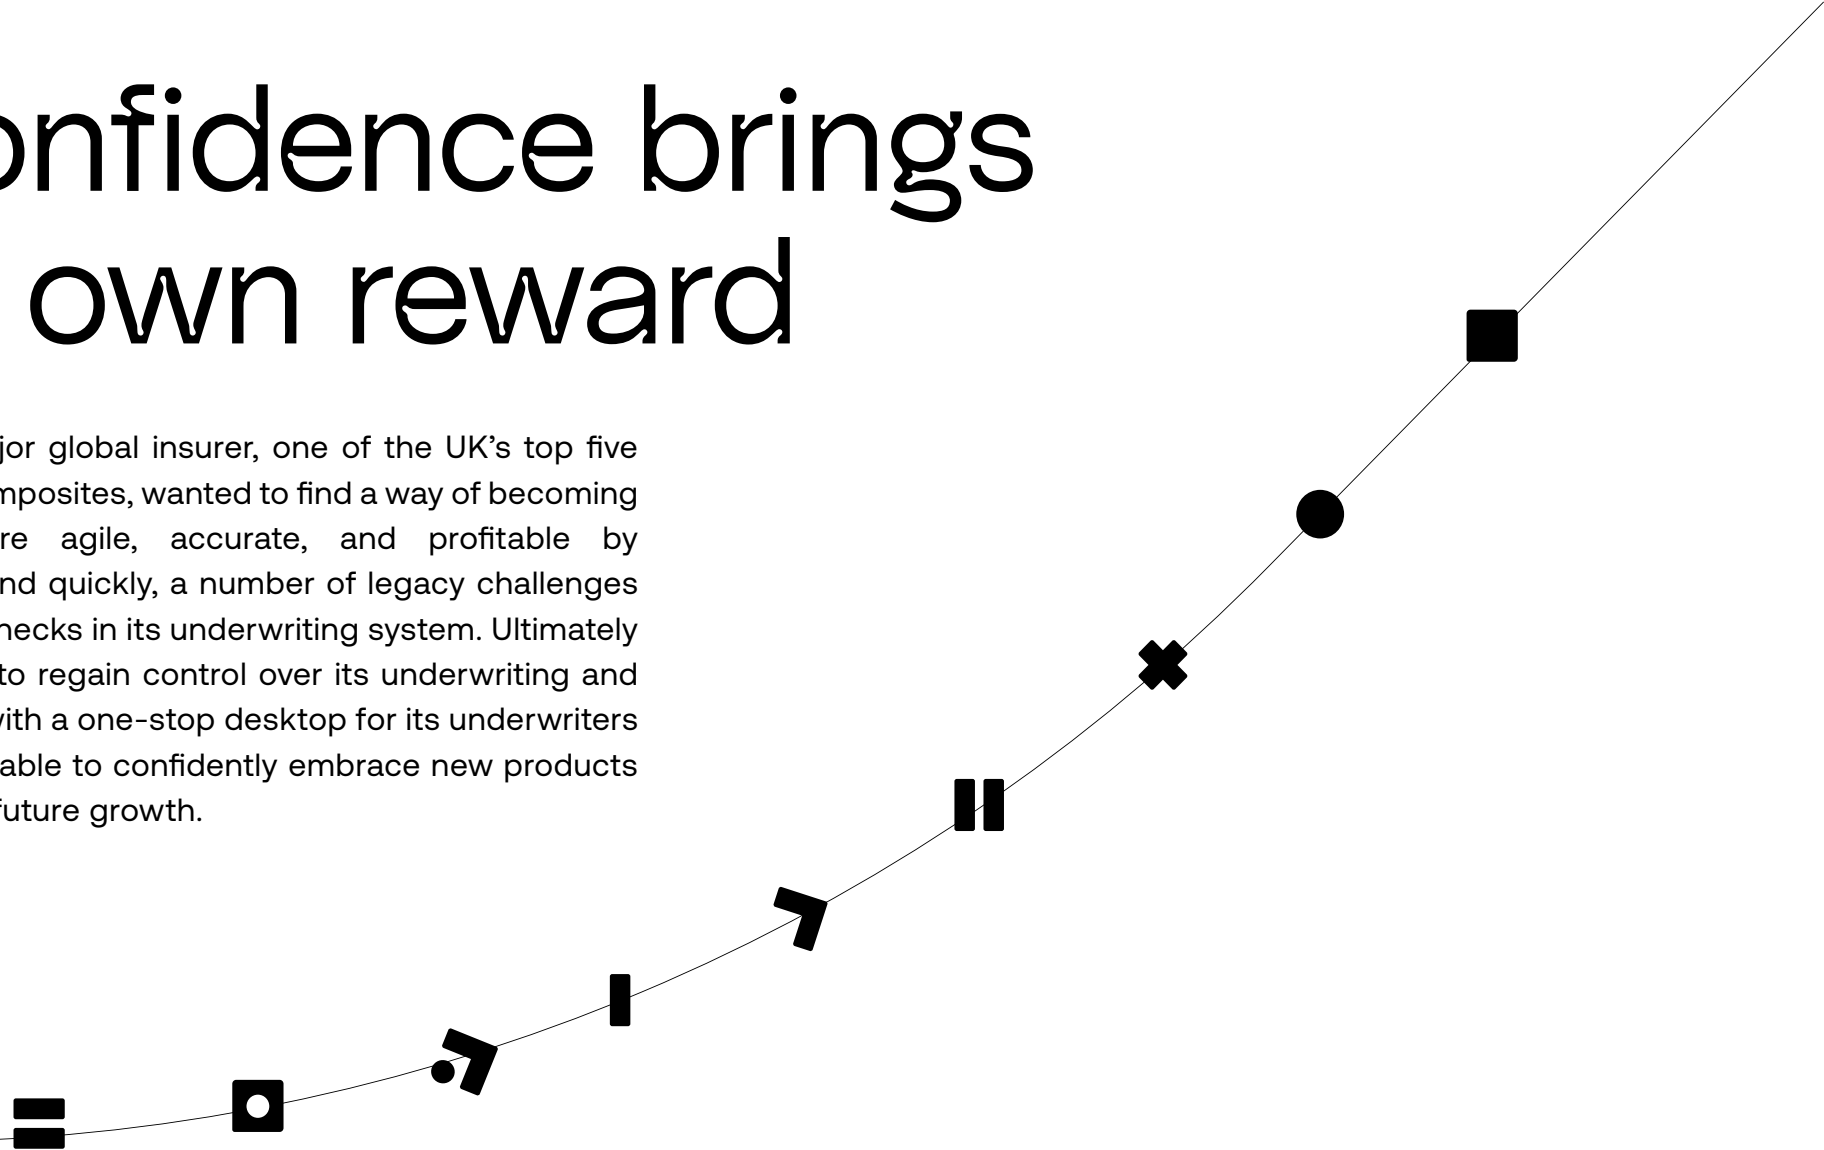 onfidence brings
own reward
jor global insurer, one of the UK's top five
mposites, wanted to find a way of becoming
re agile, accurate, and profitable by
nd quickly, a number of legacy challenges
necks in its underwriting system. Ultimately
to regain control over its underwriting and
vith a one-stop desktop for its underwriters
able to confidently embrace new products
future growth.